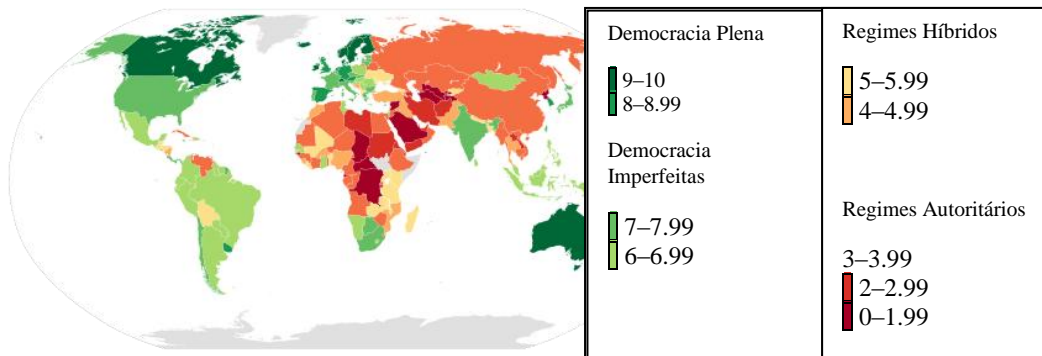 Democracia Plena
9–10
8–8.99
Democracia
Imperfeitas
7–7.99
6–6.99
Regimes Híbridos
5–5.99
4–4.99
Regimes Autoritários
3–3.99
2–2.99
0–1.99